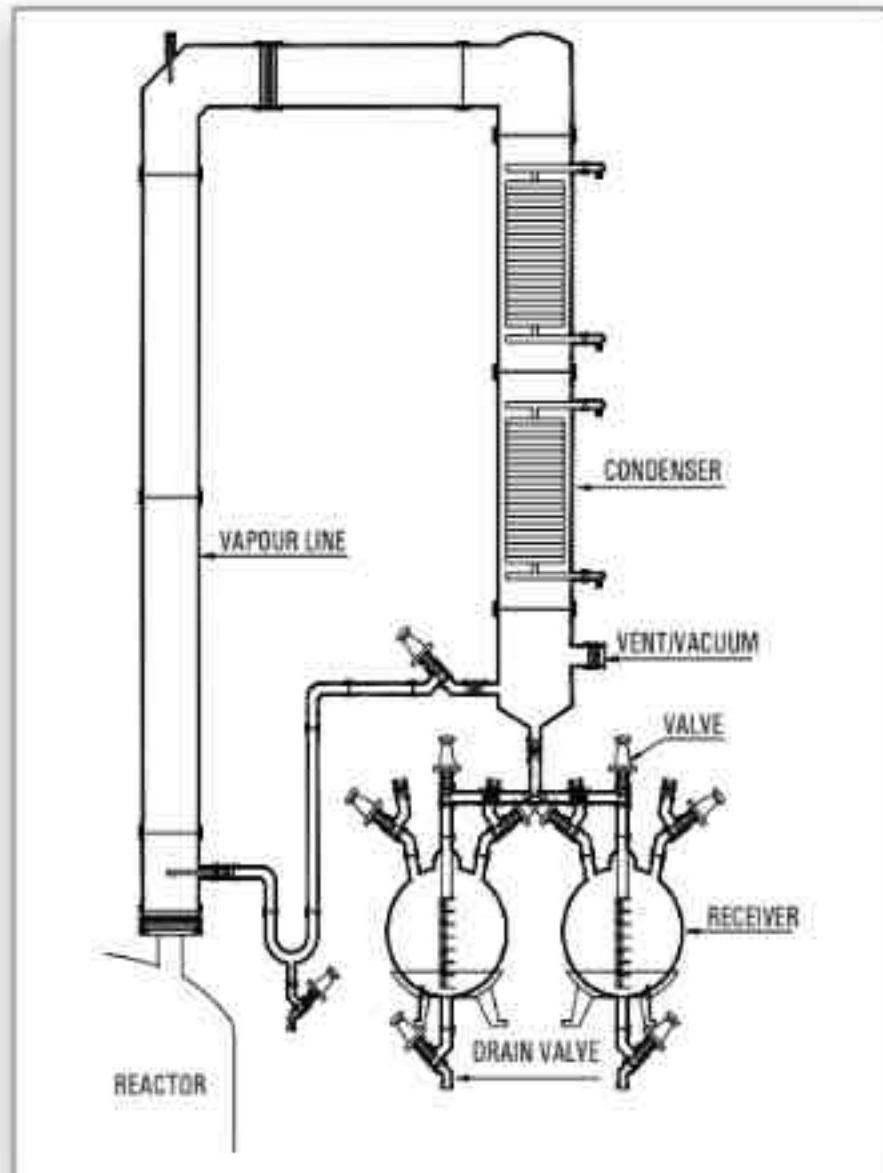 CONDENSER
VAPOUR LINE
VENT/VACUUM
VALVE
RECEIVER
DRAIN VALVE
REACTOR